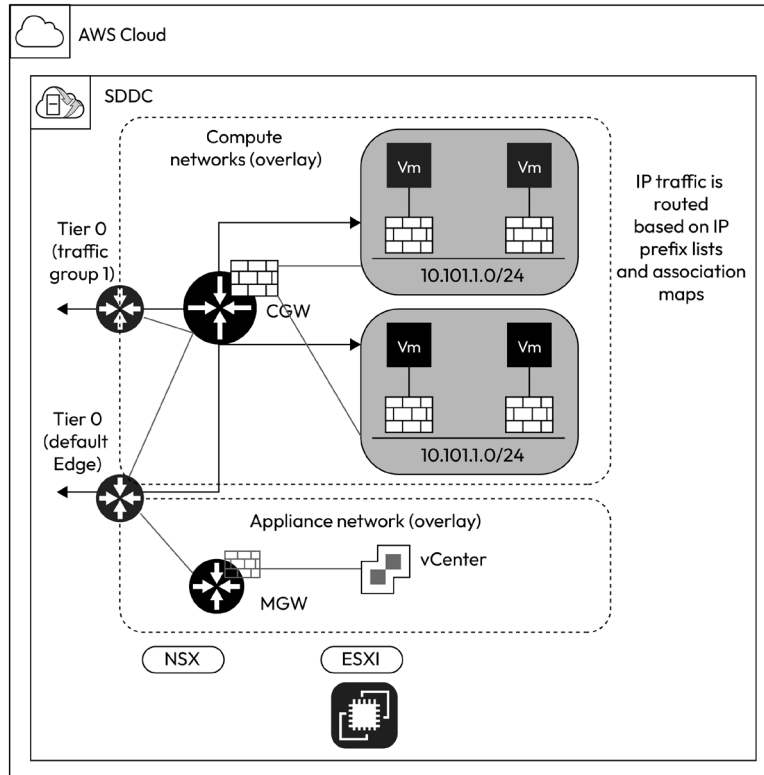 AWS Cloud
SDDC
Compute
networks (overlay)
Vm
Vm
10.101.1.0/24
IP traffic is
routed
based on IP
prefix lists
and association
maps
Tier 0
(traffic
group 1)
CGW
Vm
Vm
10.101.1.0/24
Tier 0
(default
Edge)
Appliance network (overlay)
vCenter
MGW
NSX
ESXI